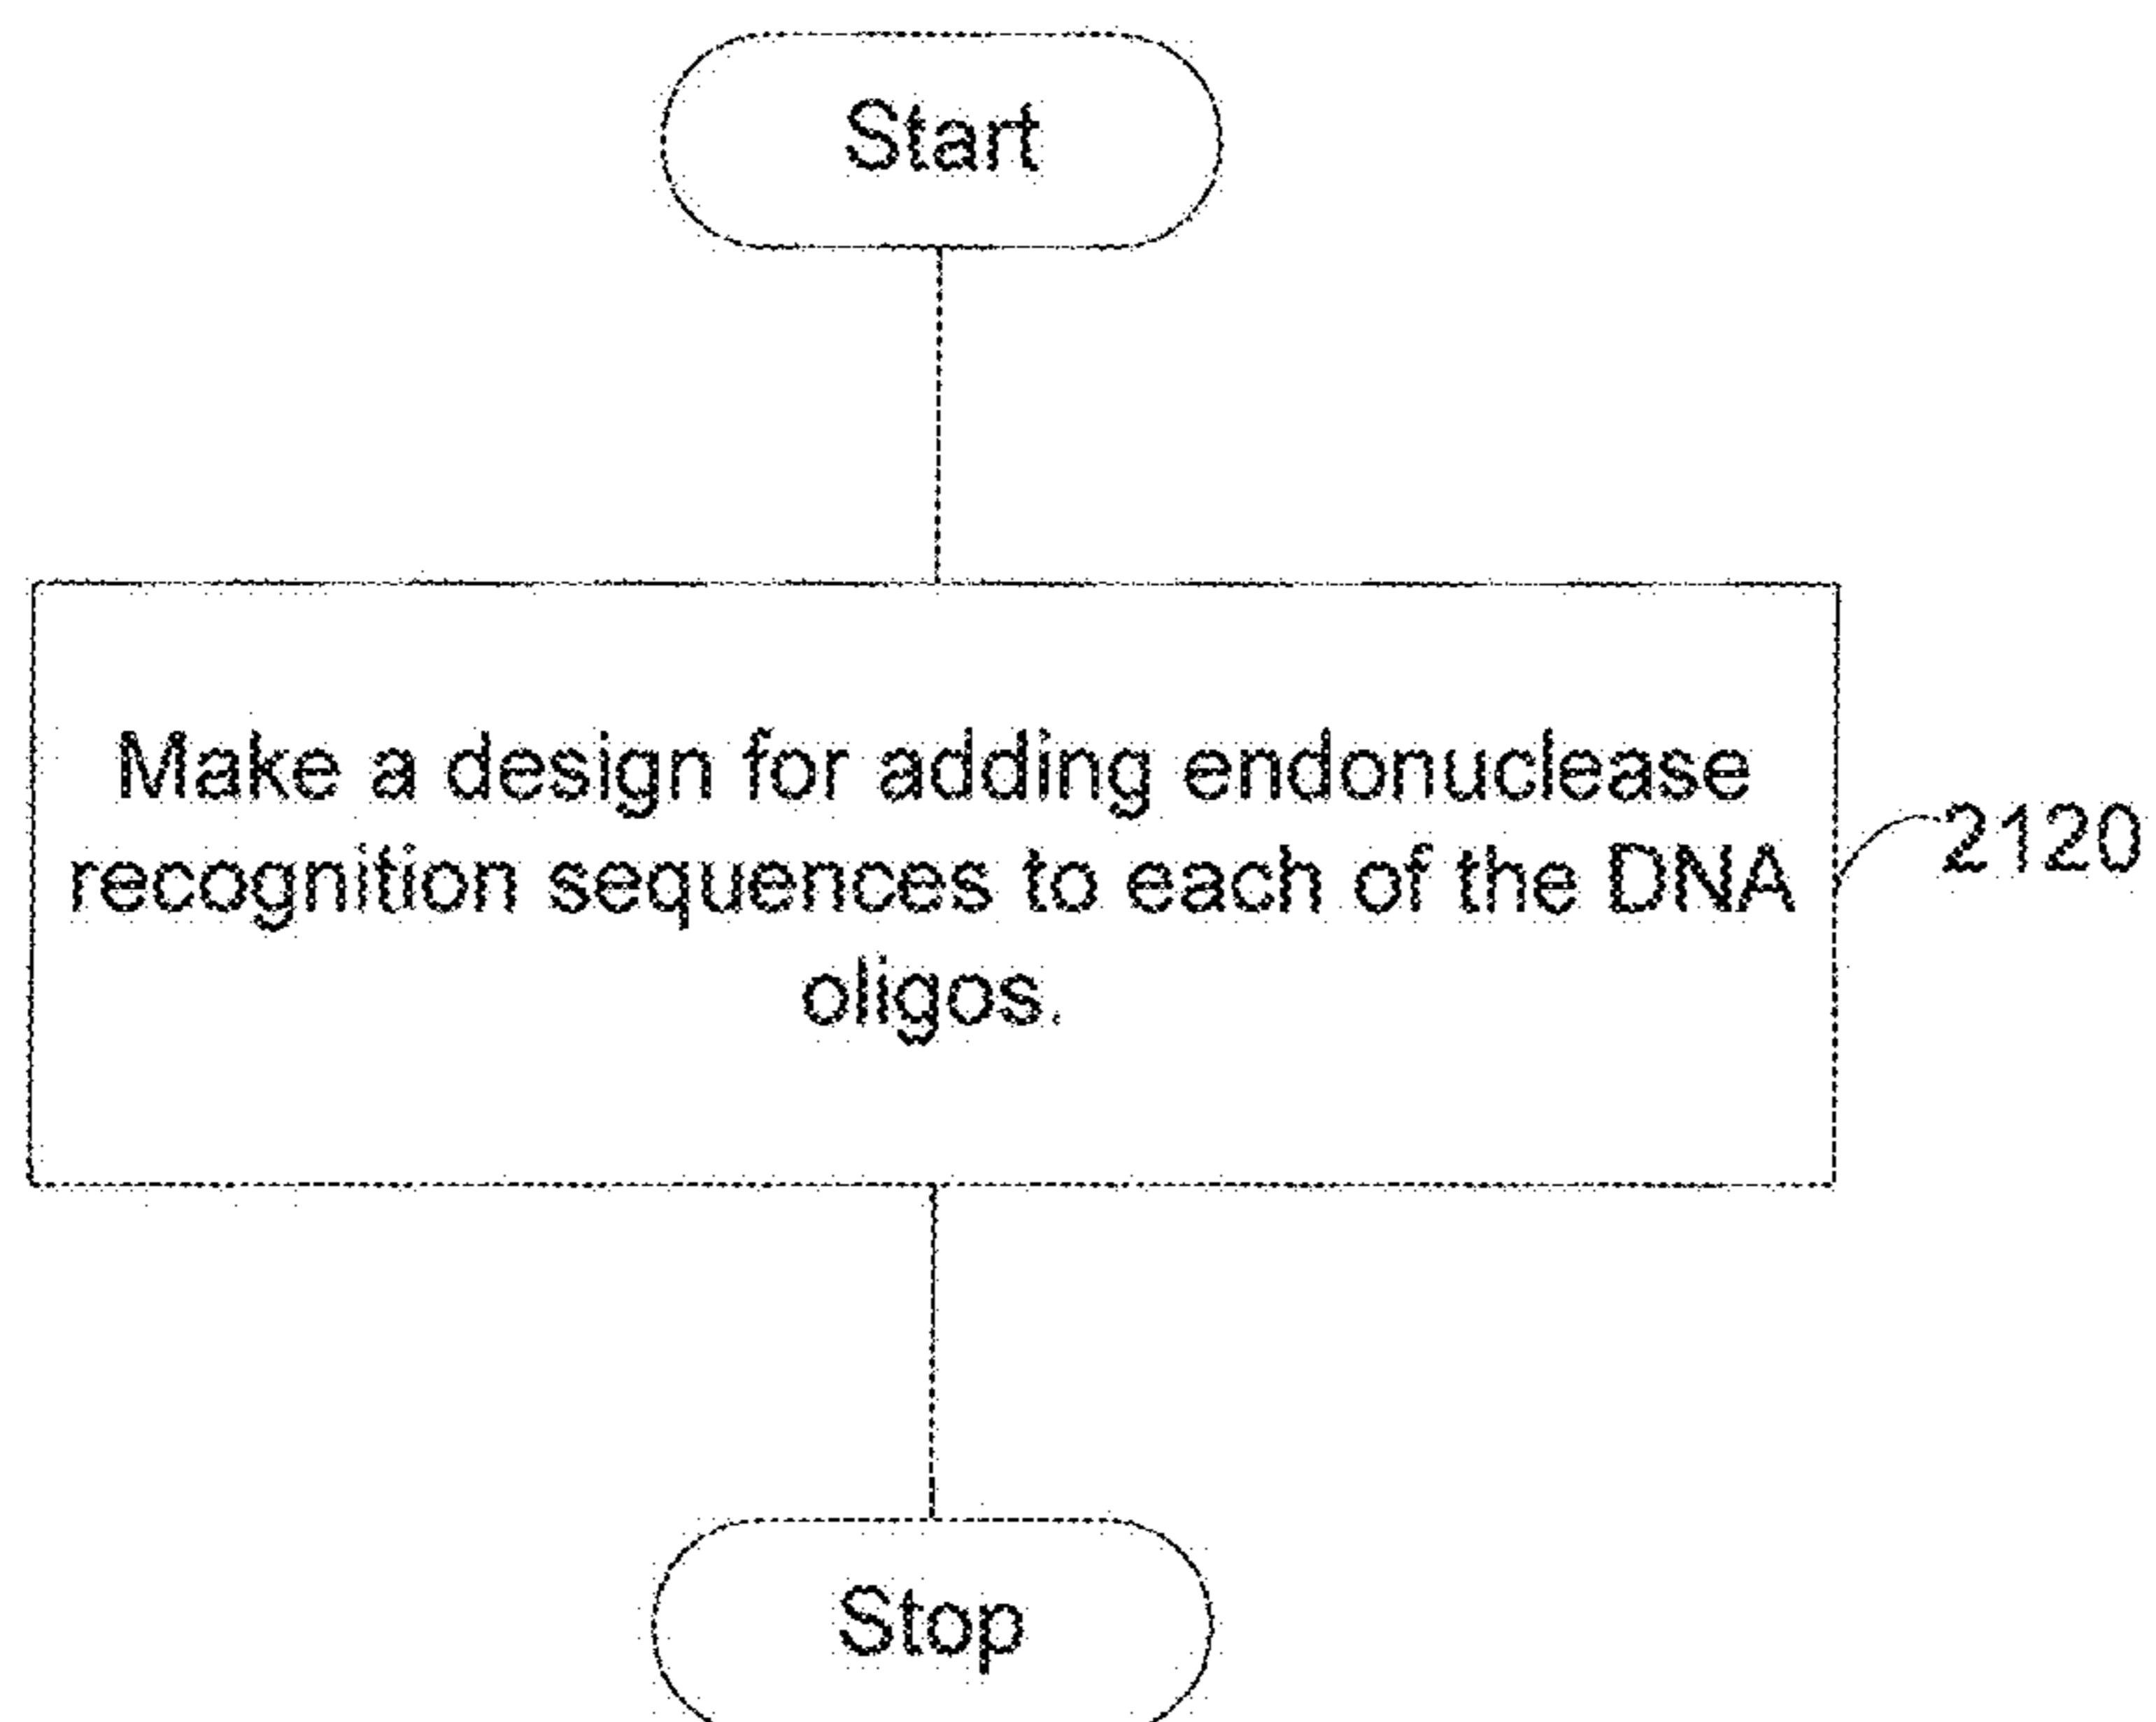 Start
Make a design for adding endonuclease
recognition sequences to each of the DNA
oligos.
2120
Stop